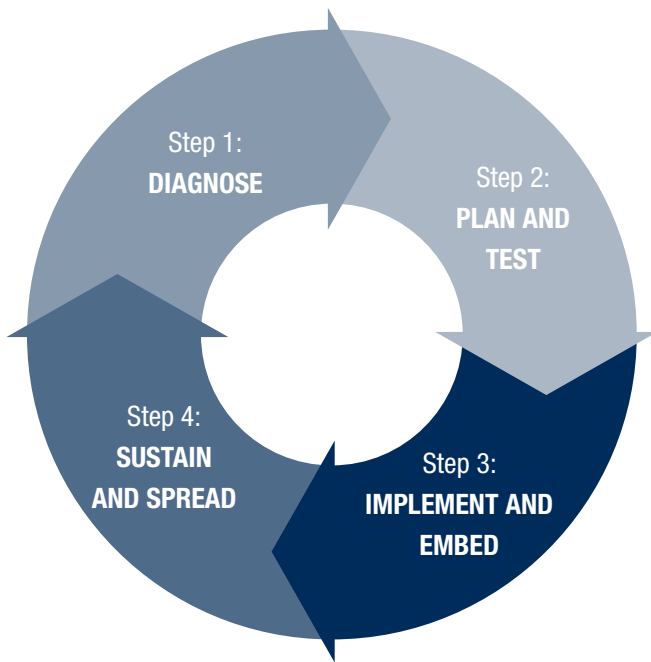 Step 1:
DIAGNOSE
Step 2:
PLAN AND
TEST
Step 3:
IMPLEMENT AND
EMBED
Step 4:
SUSTAIN
AND SPREAD